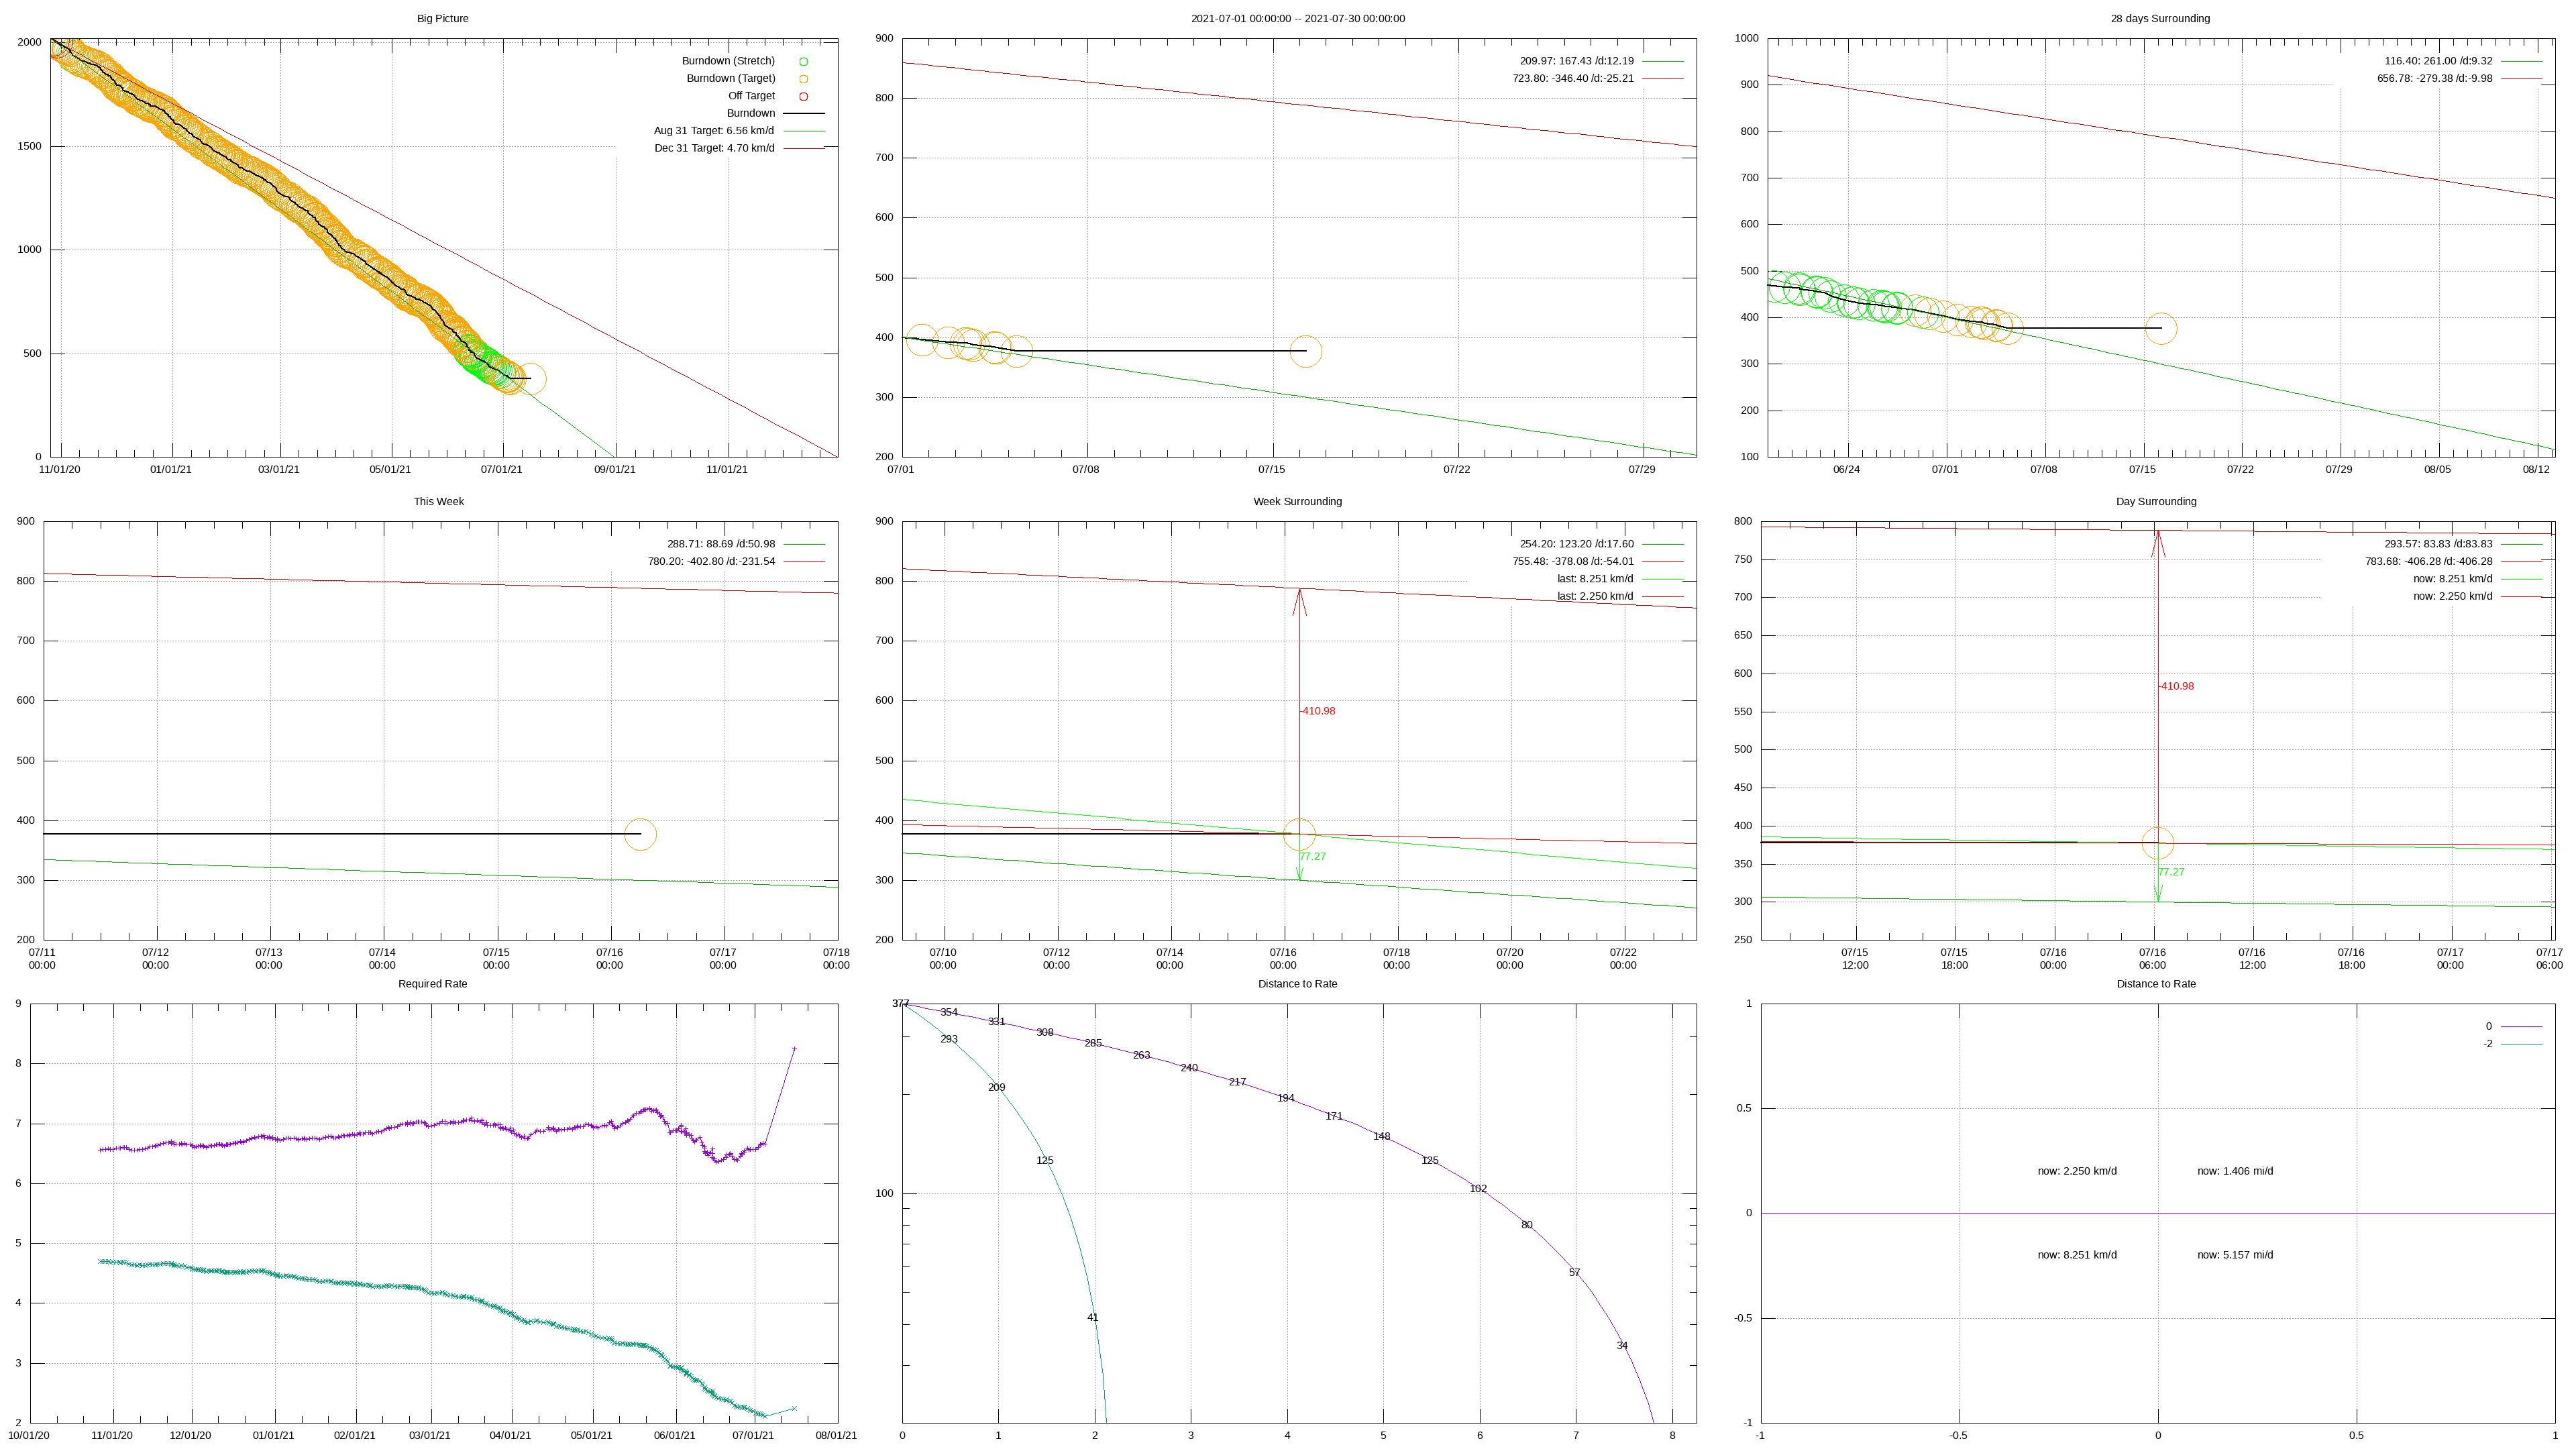 Big Picture
2000
1500
1000
500
0
11/01/20 01/01/21 03/01/21 05/01/21 07/01/21 09/01/21 11/01/21
Burndown (Stretch)
Burndown (Target)
Off Target
Burndown
Aug 31 Target: 6.56 km/d
Dec 31 Target: 4.70 km/d
2021-07-01 00:00:00 -- 2021-07-30 00:00:00
900
800
700
600
500
400
300
200
07/01 07/08 07/15 07/22 07/29
209.97: 167.43 /d:12.19
723.80: -346.40 /d:-25.21
28 days Surrounding
1000
900
800
700
600
500
400
300
200
100
06/24 07/01 07/08 07/15 07/22 07/29 08/05 08/12
116.40: 261.00 /d:9.32
656.78: -279.38 /d:-9.98
This Week
900
800
700
600
500
400
300
200
07/11 07/12 07/13 07/14 07/15 07/16 07/17 07/18
00:00 00:00 00:00 00:00 00:00 00:00 00:00 00:00
288.71: 88.69 /d:50.98
780.20: -402.80 /d:-231.54
Week Surrounding
900
800
700
600
500
400
300
200
07/10 07/12 07/14 07/16 07/18 07/20 07/22
00:00 00:00 00:00 00:00 00:00 00:00 00:00
254.20: 123.20 /d:17.60
755.48: -378.08 /d:-54.01
last: 8.251 km/d
last: 2.250 km/d
-410.98
77.27
Day Surrounding
800
750
700
650
600
550
500
450
400
350
300
250
07/15 07/15 07/16 07/16 07/16 07/16 07/17 07/17
12:00 18:00 00:00 06:00 12:00 18:00 00:00 06:00
293.57: 83.83 /d:83.83
783.68: -406.28 /d:-406.28
now: 8.251 km/d
now: 2.250 km/d
-410.98
77.27
Required Rate
9
8
7
6
5
4
3
2
10/01/20 11/01/20 12/01/20 01/01/21 02/01/21 03/01/21 04/01/21 05/01/21 06/01/21 07/01/21 08/01/21
Distance to Rate
377
354
331
308
285
263
240
217
194
171
148
125
102
80
57
34
293
209
125
41
100
0 1 2 3 4 5 6 7 8
Distance to Rate
1
0.5
0
-0.5
-1
-1 -0.5 0 0.5 1
0
-2
now: 2.250 km/d now: 1.406 mi/d
now: 8.251 km/d now: 5.157 mi/d